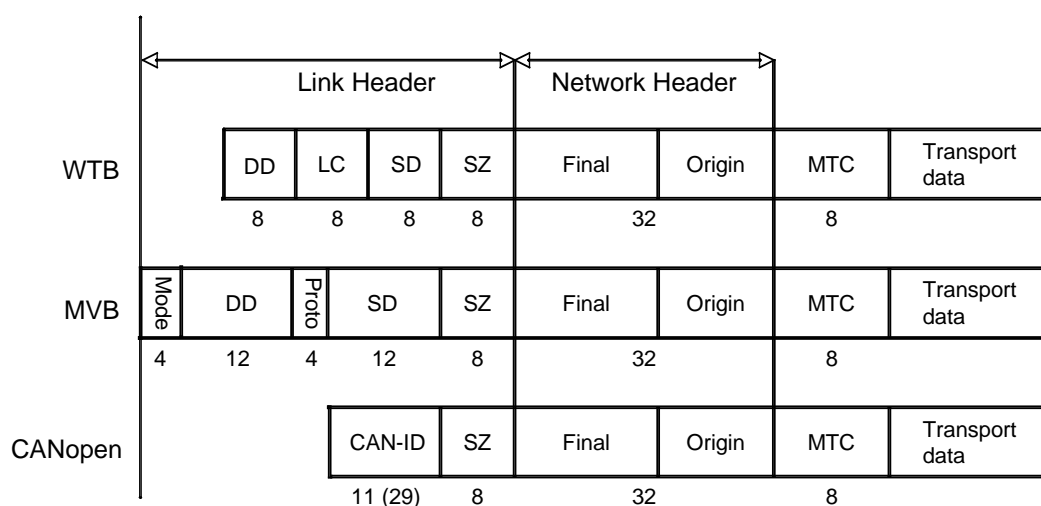 Link Header Network Header
WTB DD LC SD SZ Final Origin MTC Transport data
8 8 8 8 32 8
MVB Mode DD Proto SD SZ Final Origin MTC Transport data
4 12 4 12 8 32 8
CANopen CAN-ID SZ Final Origin MTC Transport data
11 (29) 8 32 8